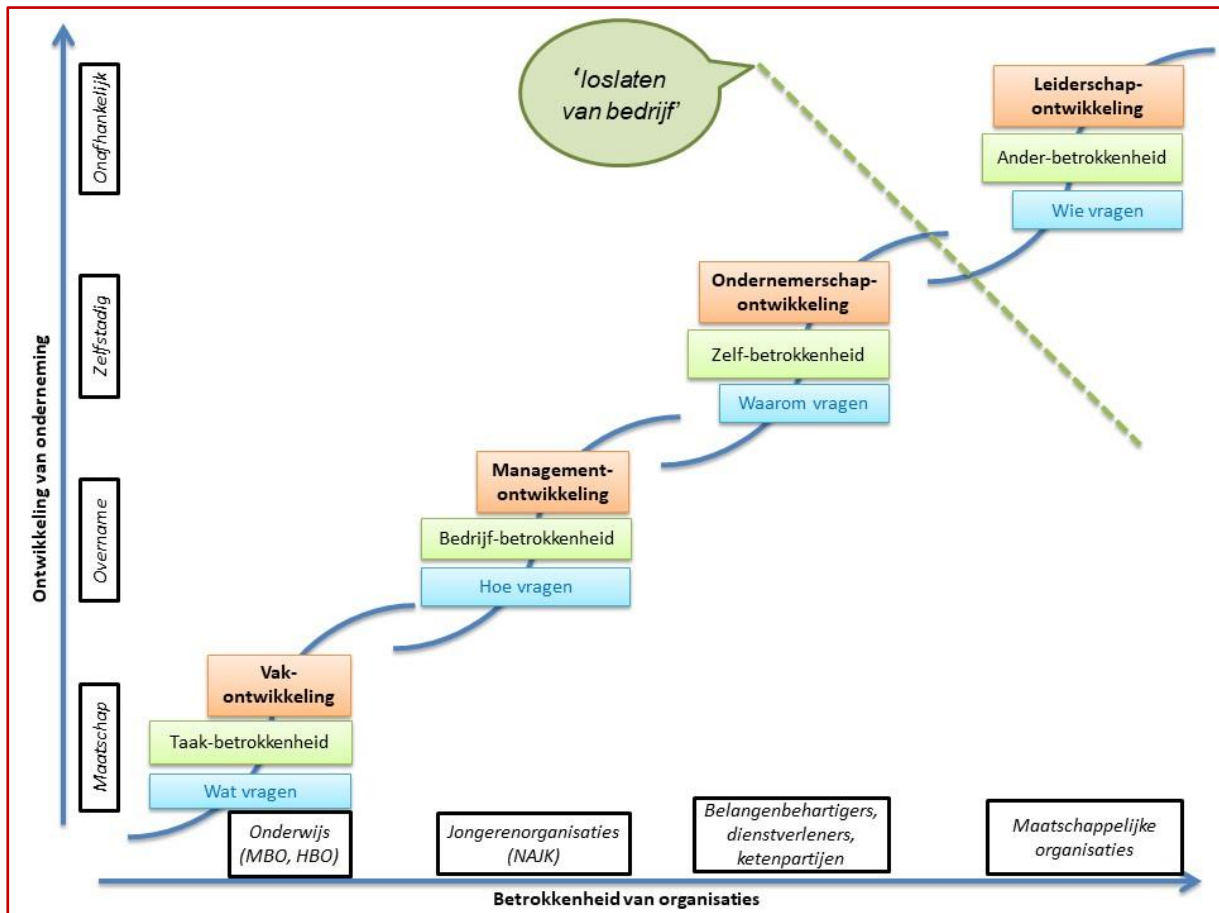 Ontwikkeling van onderneming
Onafhankelijk
Zelfstadig
Overname
Maatschap
'loslaten
van bedrijf'
Leiderschap-
ontwikkeling
Ander-betrokkenheid
Wie vragen
Ondernemerschap-
ontwikkeling
Zelf-betrokkenheid
Waarom vragen
Management-
ontwikkeling
Bedrijf-betrokkenheid
Hoe vragen
Vak-
ontwikkeling
Taak-betrokkenheid
Wat vragen
Onderwijs
(MBO, HBO)
Jongerenorganisaties
(NAJK)
Belangenbehartigers,
dienstverleners,
ketenpartijen
Maatschappelijke
organisaties
Betrokkenheid van organisaties